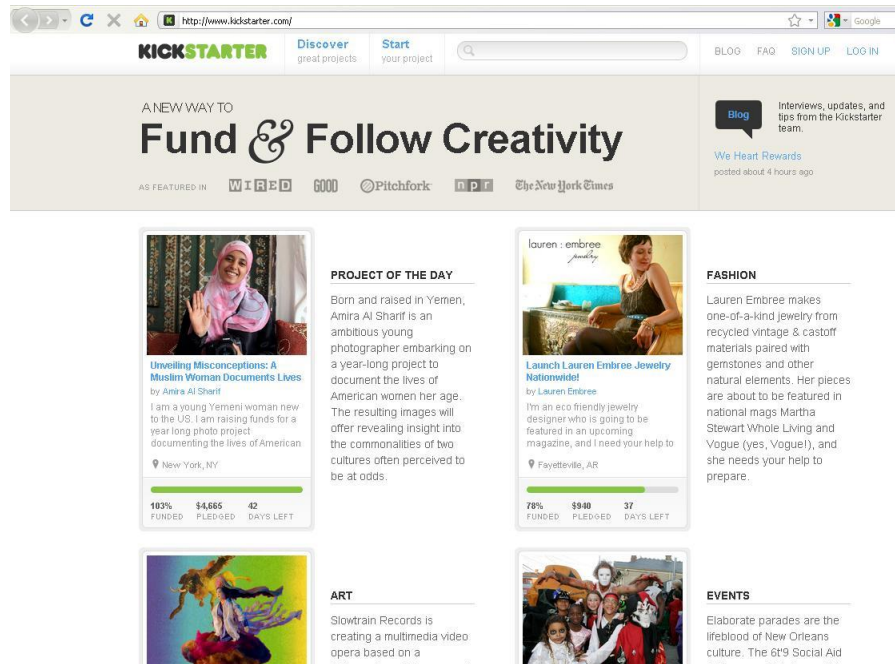 http://www.kickstarter.com/
Google
KICKSTARTER
Discover
great projects
Start
your project
BLOG FAQ SIGN UP LOG IN
A NEW WAY TO
Fund & Follow Creativity
AS FEATURED IN WIRED GOOD Pitchfork npr The New York Times
Blog
Interviews, updates, and
tips from the Kickstarter
team.
We Heart Rewards
posted about 4 hours ago
Unveiling Misconceptions: A
Muslim Woman Documents Lives
by Amira Al Sharif
I am a young Yemeni woman new
to the US. I am raising funds for a
year long photo project
documenting the lives of American
New York, NY
103% $4,665 42
FUNDED PLEDGED DAYS LEFT
PROJECT OF THE DAY
Born and raised in Yemen,
Amira Al Sharif is an
ambitious young
photographer embarking on
a year-long project to
document the lives of
American women her age.
The resulting images will
offer revealing insight into
the commonalities of two
cultures often perceived to
be at odds.
lauren : embree
jewelry
Launch Lauren Embree Jewelry
Nationwide!
by Lauren Embree
I'm an eco friendly jewelry
designer who is going to be
featured in an upcoming
magazine, and I need your help to
Fayetteville, AR
78% $940 37
FUNDED PLEDGED DAYS LEFT
FASHION
Lauren Embree makes
one-of-a-kind jewelry from
recycled vintage & castoff
materials paired with
gemstones and other
natural elements. Her pieces
are about to be featured in
national mags Martha
Stewart Whole Living and
Vogue (yes, Vogue!), and
she needs your help to
prepare.
ART
Slowtrain Records is
creating a multimedia video
opera based on a
EVENTS
Elaborate parades are the
lifeblood of New Orleans
culture. The 6t'9 Social Aid